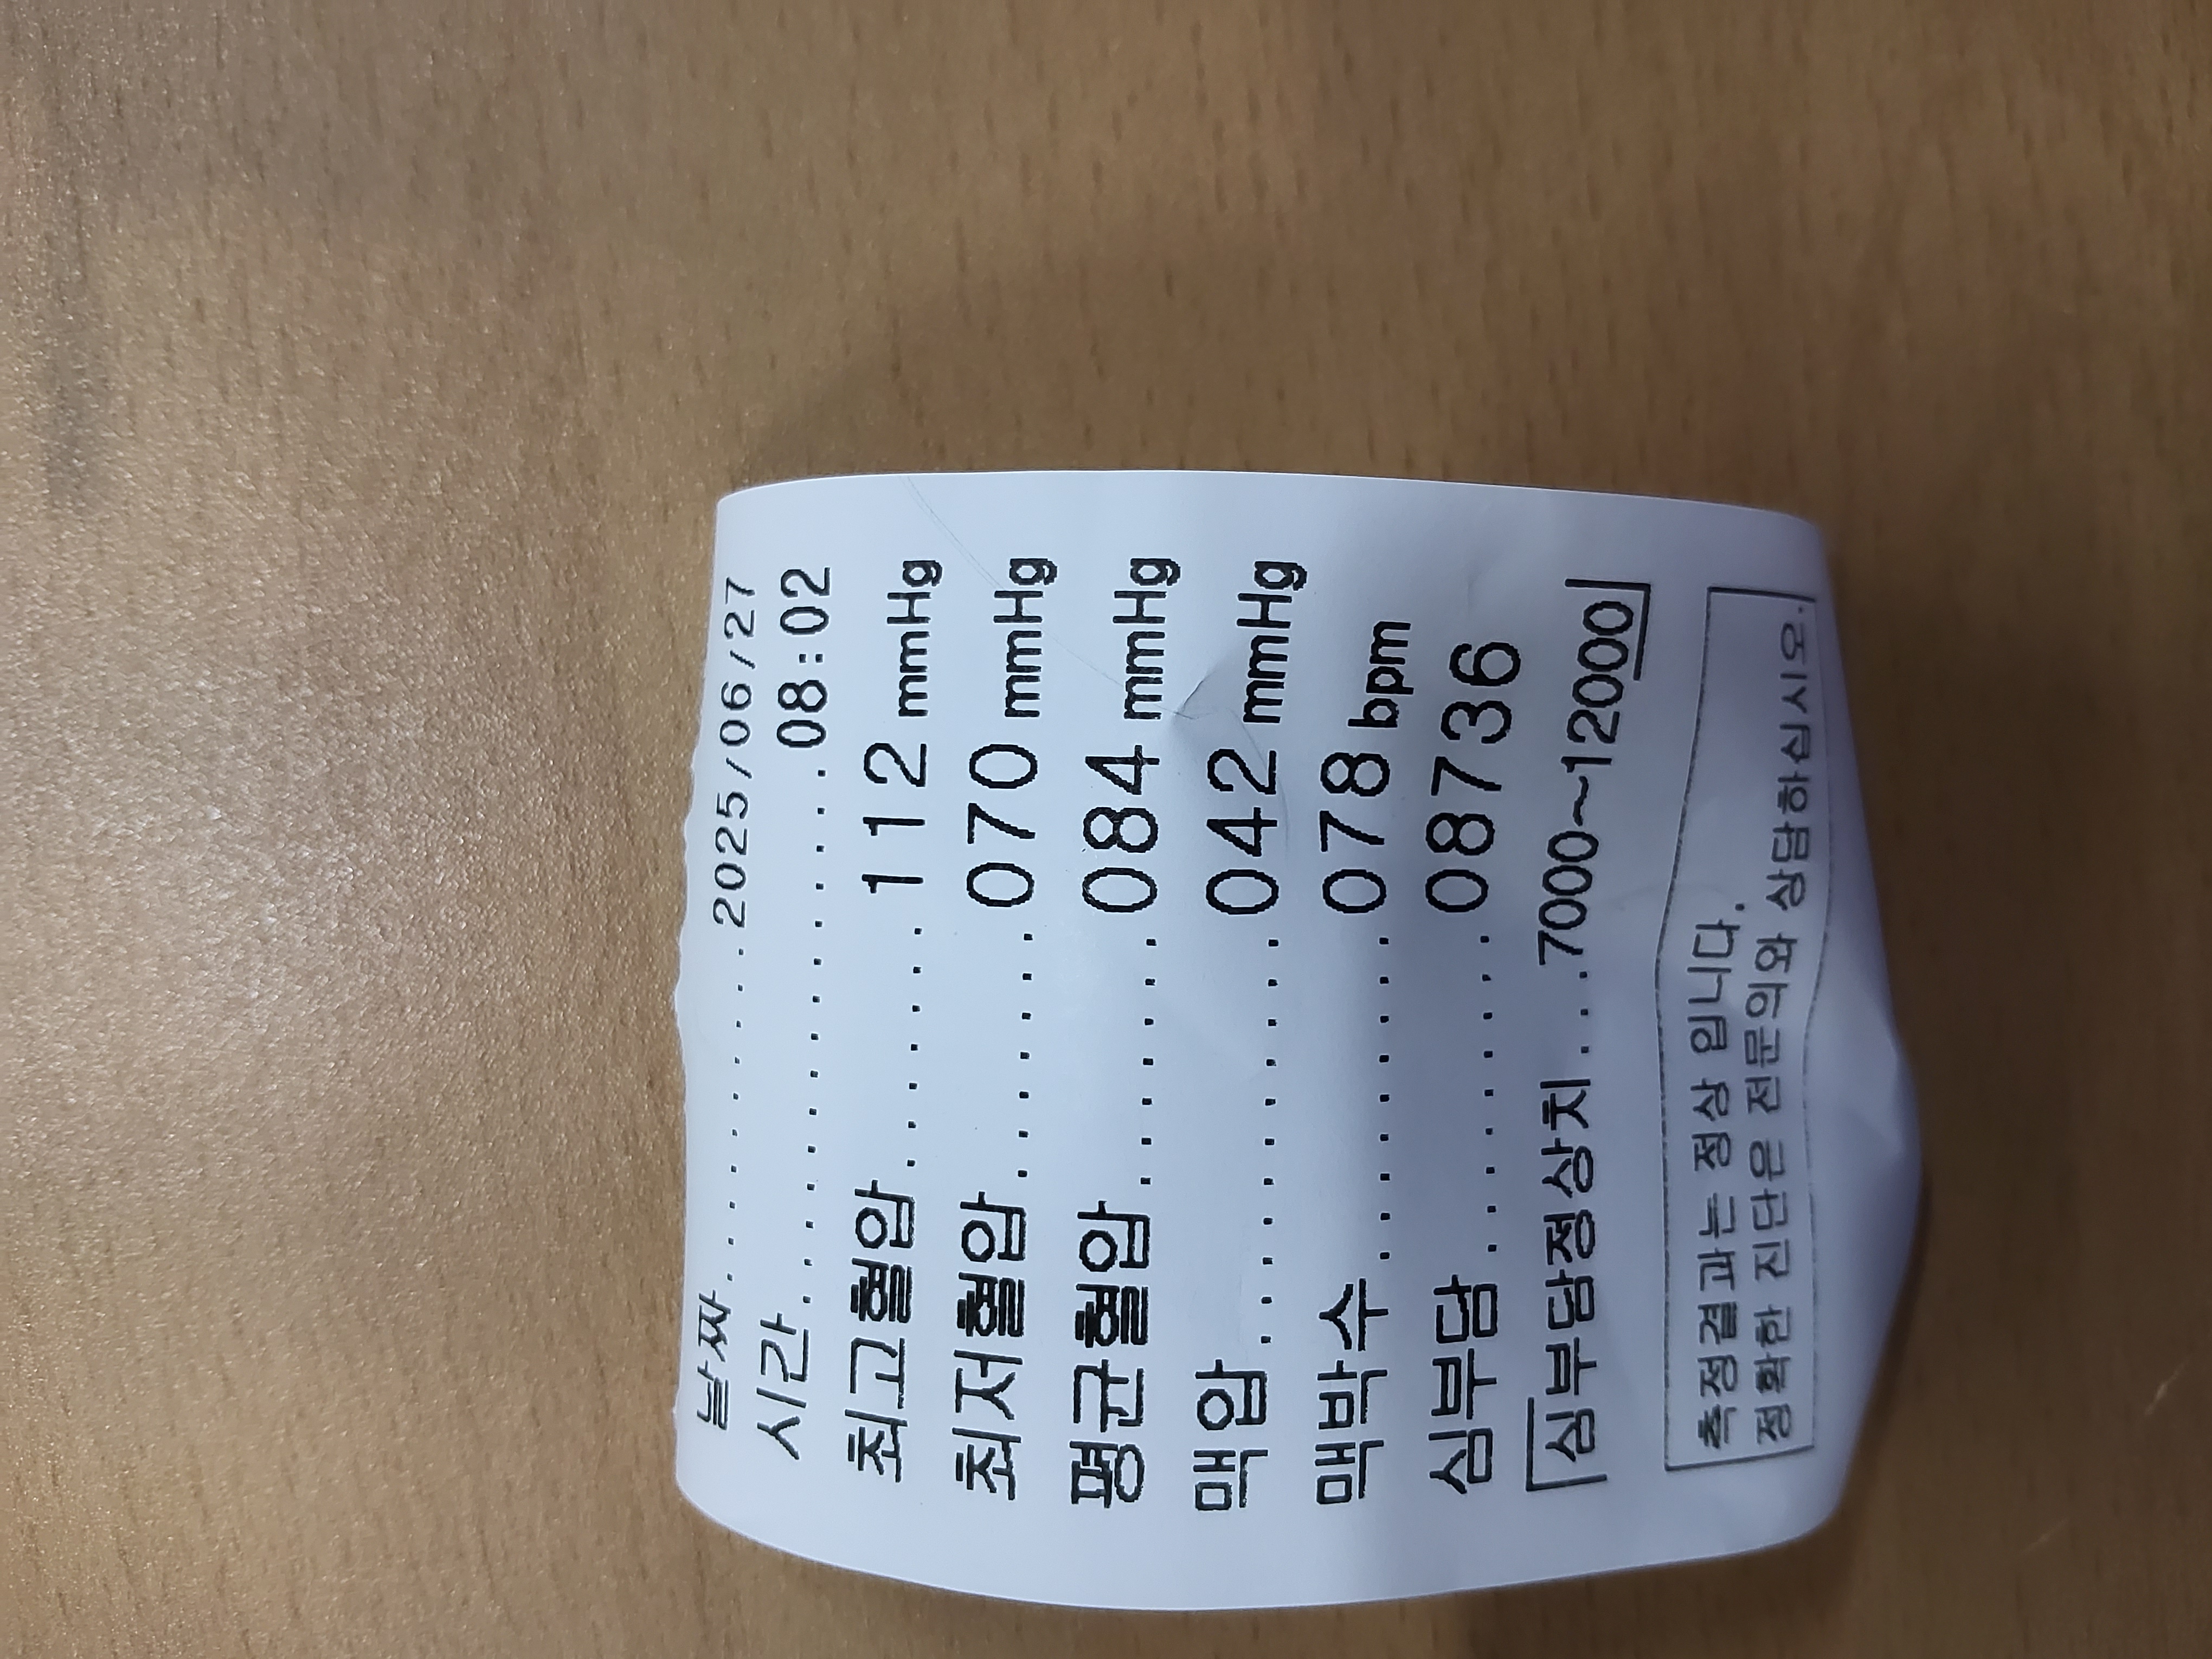 날짜............2025/06/27
시간................08:02
최고혈압........112 mmHg
최저혈압........070 mmHg
평균혈압........084 mmHg
맥압............042 mmHg
맥박수..........078 bpm
심부담..........08736
심부담정상치...7000~12000
측정결과는 정상 입니다.
정확한 진단은 전문의와 상담하십시오.